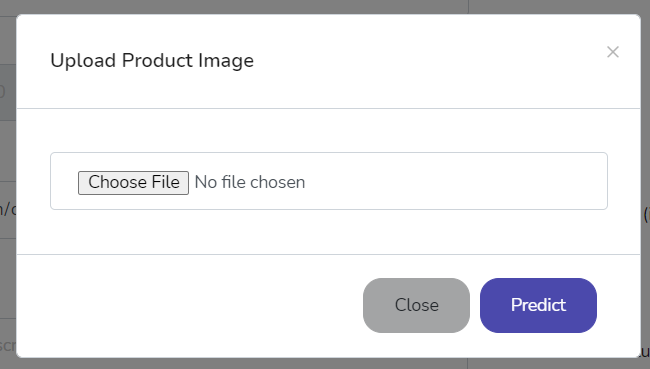 Upload Product Image
×
Choose File No file chosen
Close Predict